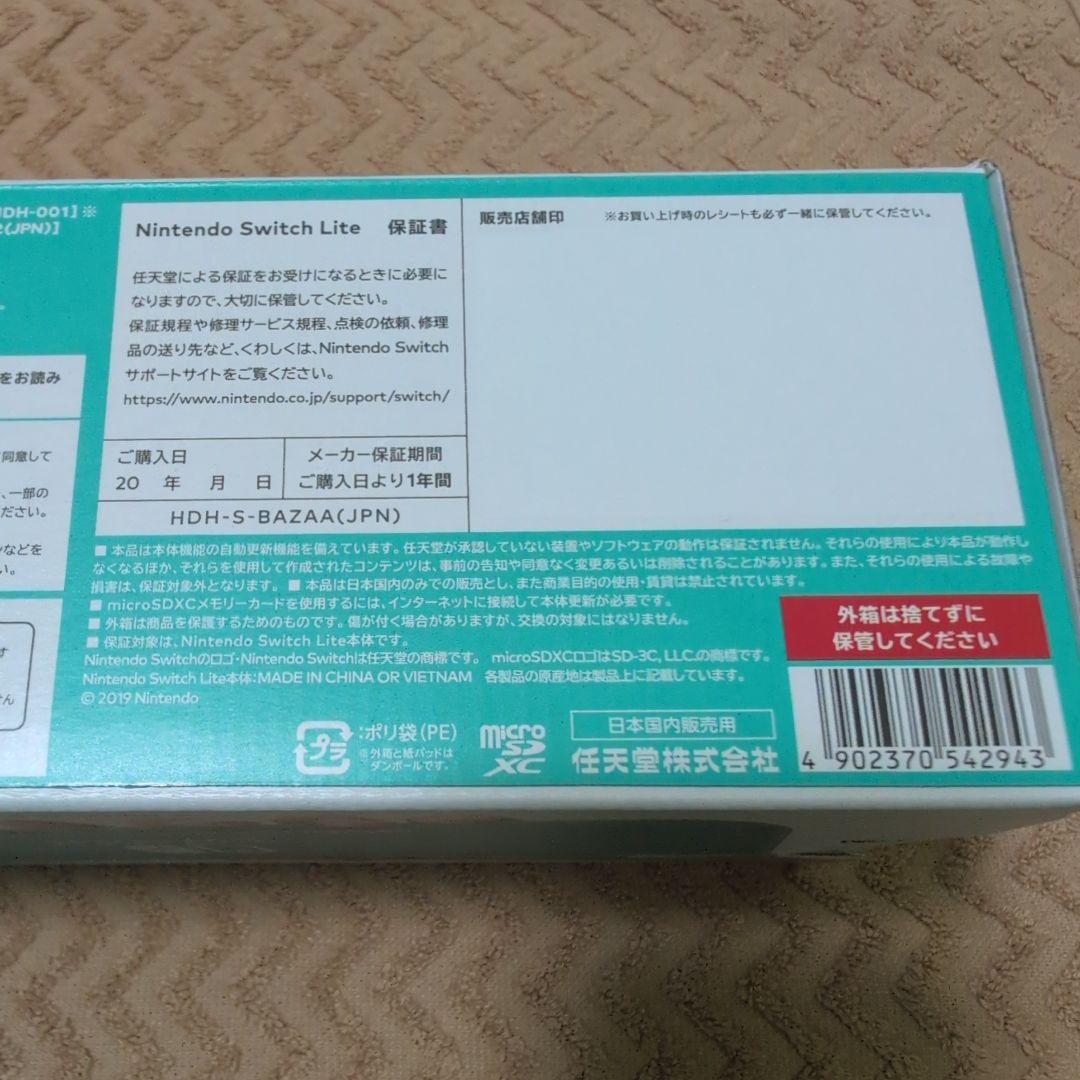 HDH-001]※
(JPN)]
をお読み
同意して
、一部の
ださい。
ンなどを
い。
す
せん
Nintendo Switch Lite 保証書
任天堂による保証をお受けになるときに必要に
なりますので、大切に保管してください。
保証規程や修理サービス規程、点検の依頼、修理
品の送り先など、くわしくは、Nintendo Switch
サポートサイトをご覧ください。
https://www.nintendo.co.jp/support/switch/
ご購入日
20 年 月 日
メーカー保証期間
ご購入日より1年間
HDH-S-BAZAA(JPN)
販売店舗印 ※お買い上げ時のレシートも必ず一緒に保管してください。
■ 本品は本体機能の自動更新機能を備えています。任天堂が承認していない装置やソフトウェアの動作は保証されません。それらの使用により本品が動作し
なくなるほか、それらを使用して作成されたコンテンツは、事前の告知や同意なく変更あるいは削除されることがあります。また、それらの使用による故障や
損害は、保証対象外となります。 ■ 本品は日本国内のみでの販売とし、また商業目的の使用・賃貸は禁止されています。
■ microSDXCメモリーカードを使用するには、インターネットに接続して本体更新が必要です。
■ 外箱は商品を保護するためのものです。傷が付く場合がありますが、交換の対象にはなりません。
■ 保証対象は、Nintendo Switch Lite本体です。
Nintendo Switchのロゴ・Nintendo Switchは任天堂の商標です。 microSDXCロゴはSD-3C, LLC.の商標です。
Nintendo Switch Lite本体：MADE IN CHINA OR VIETNAM 各製品の原産地は製品上に記載しています。
© 2019 Nintendo
外箱は捨てずに
保管してください
プラ
：ポリ袋(PE)
※外箱と紙パッドは
ダンボールです。
micro
SD
XC
日本国内販売用
任天堂株式会社
4 902370 542943